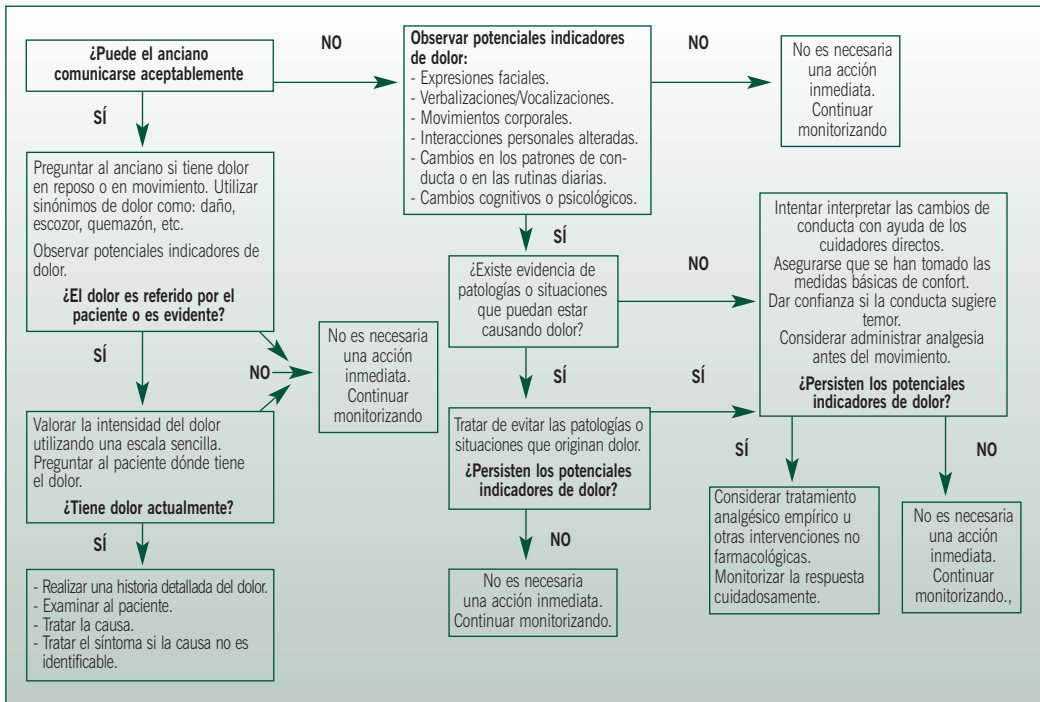 ¿Puede el anciano
comunicarse aceptablemente
NO
Observar potenciales indicadores
de dolor:
- Expresiones faciales.
- Verbalizaciones/Vocalizaciones.
- Movimientos corporales.
- Interacciones personales alteradas.
- Cambios en los patrones de con-
ducta o en las rutinas diarias.
- Cambios cognitivos o psicológicos.
NO
No es necesaria
una acción
inmediata.
Continuar
monitorizando
SÍ
Preguntar al anciano si tiene dolor
en reposo o en movimiento. Utilizar
sinónimos de dolor como: daño,
escozor, quemazón, etc.
Observar potenciales indicadores de
dolor.
¿El dolor es referido por el
paciente o es evidente?
SÍ
NO
No es necesaria
una acción
inmediata.
Continuar
monitorizando
Valorar la intensidad del dolor
utilizando una escala sencilla.
Preguntar al paciente dónde tiene
el dolor.
¿Tiene dolor actualmente?
SÍ
- Realizar una historia detallada del dolor.
- Examinar al paciente.
- Tratar la causa.
- Tratar el síntoma si la causa no es
identificable.
SÍ
¿Existe evidencia de
patologías o situaciones
que puedan estar
causando dolor?
NO
SÍ
Tratar de evitar las patologías o
situaciones que originan dolor.
¿Persisten los potenciales
indicadores de dolor?
SÍ
NO
No es necesaria
una acción inmediata.
Continuar monitorizando.
Intentar interpretar las cambios de
conducta con ayuda de los
cuidadores directos.
Asegurarse que se han tomado las
medidas básicas de confort.
Dar confianza si la conducta sugiere
temor.
Considerar administrar analgesia
antes del movimiento.
¿Persisten los potenciales
indicadores de dolor?
SÍ
NO
Considerar tratamiento
analgésico empírico u
otras intervenciones no
farmacológicas.
Monitorizar la respuesta
cuidadosamente.
No es necesaria
una acción
inmediata.
Continuar
monitorizando.,